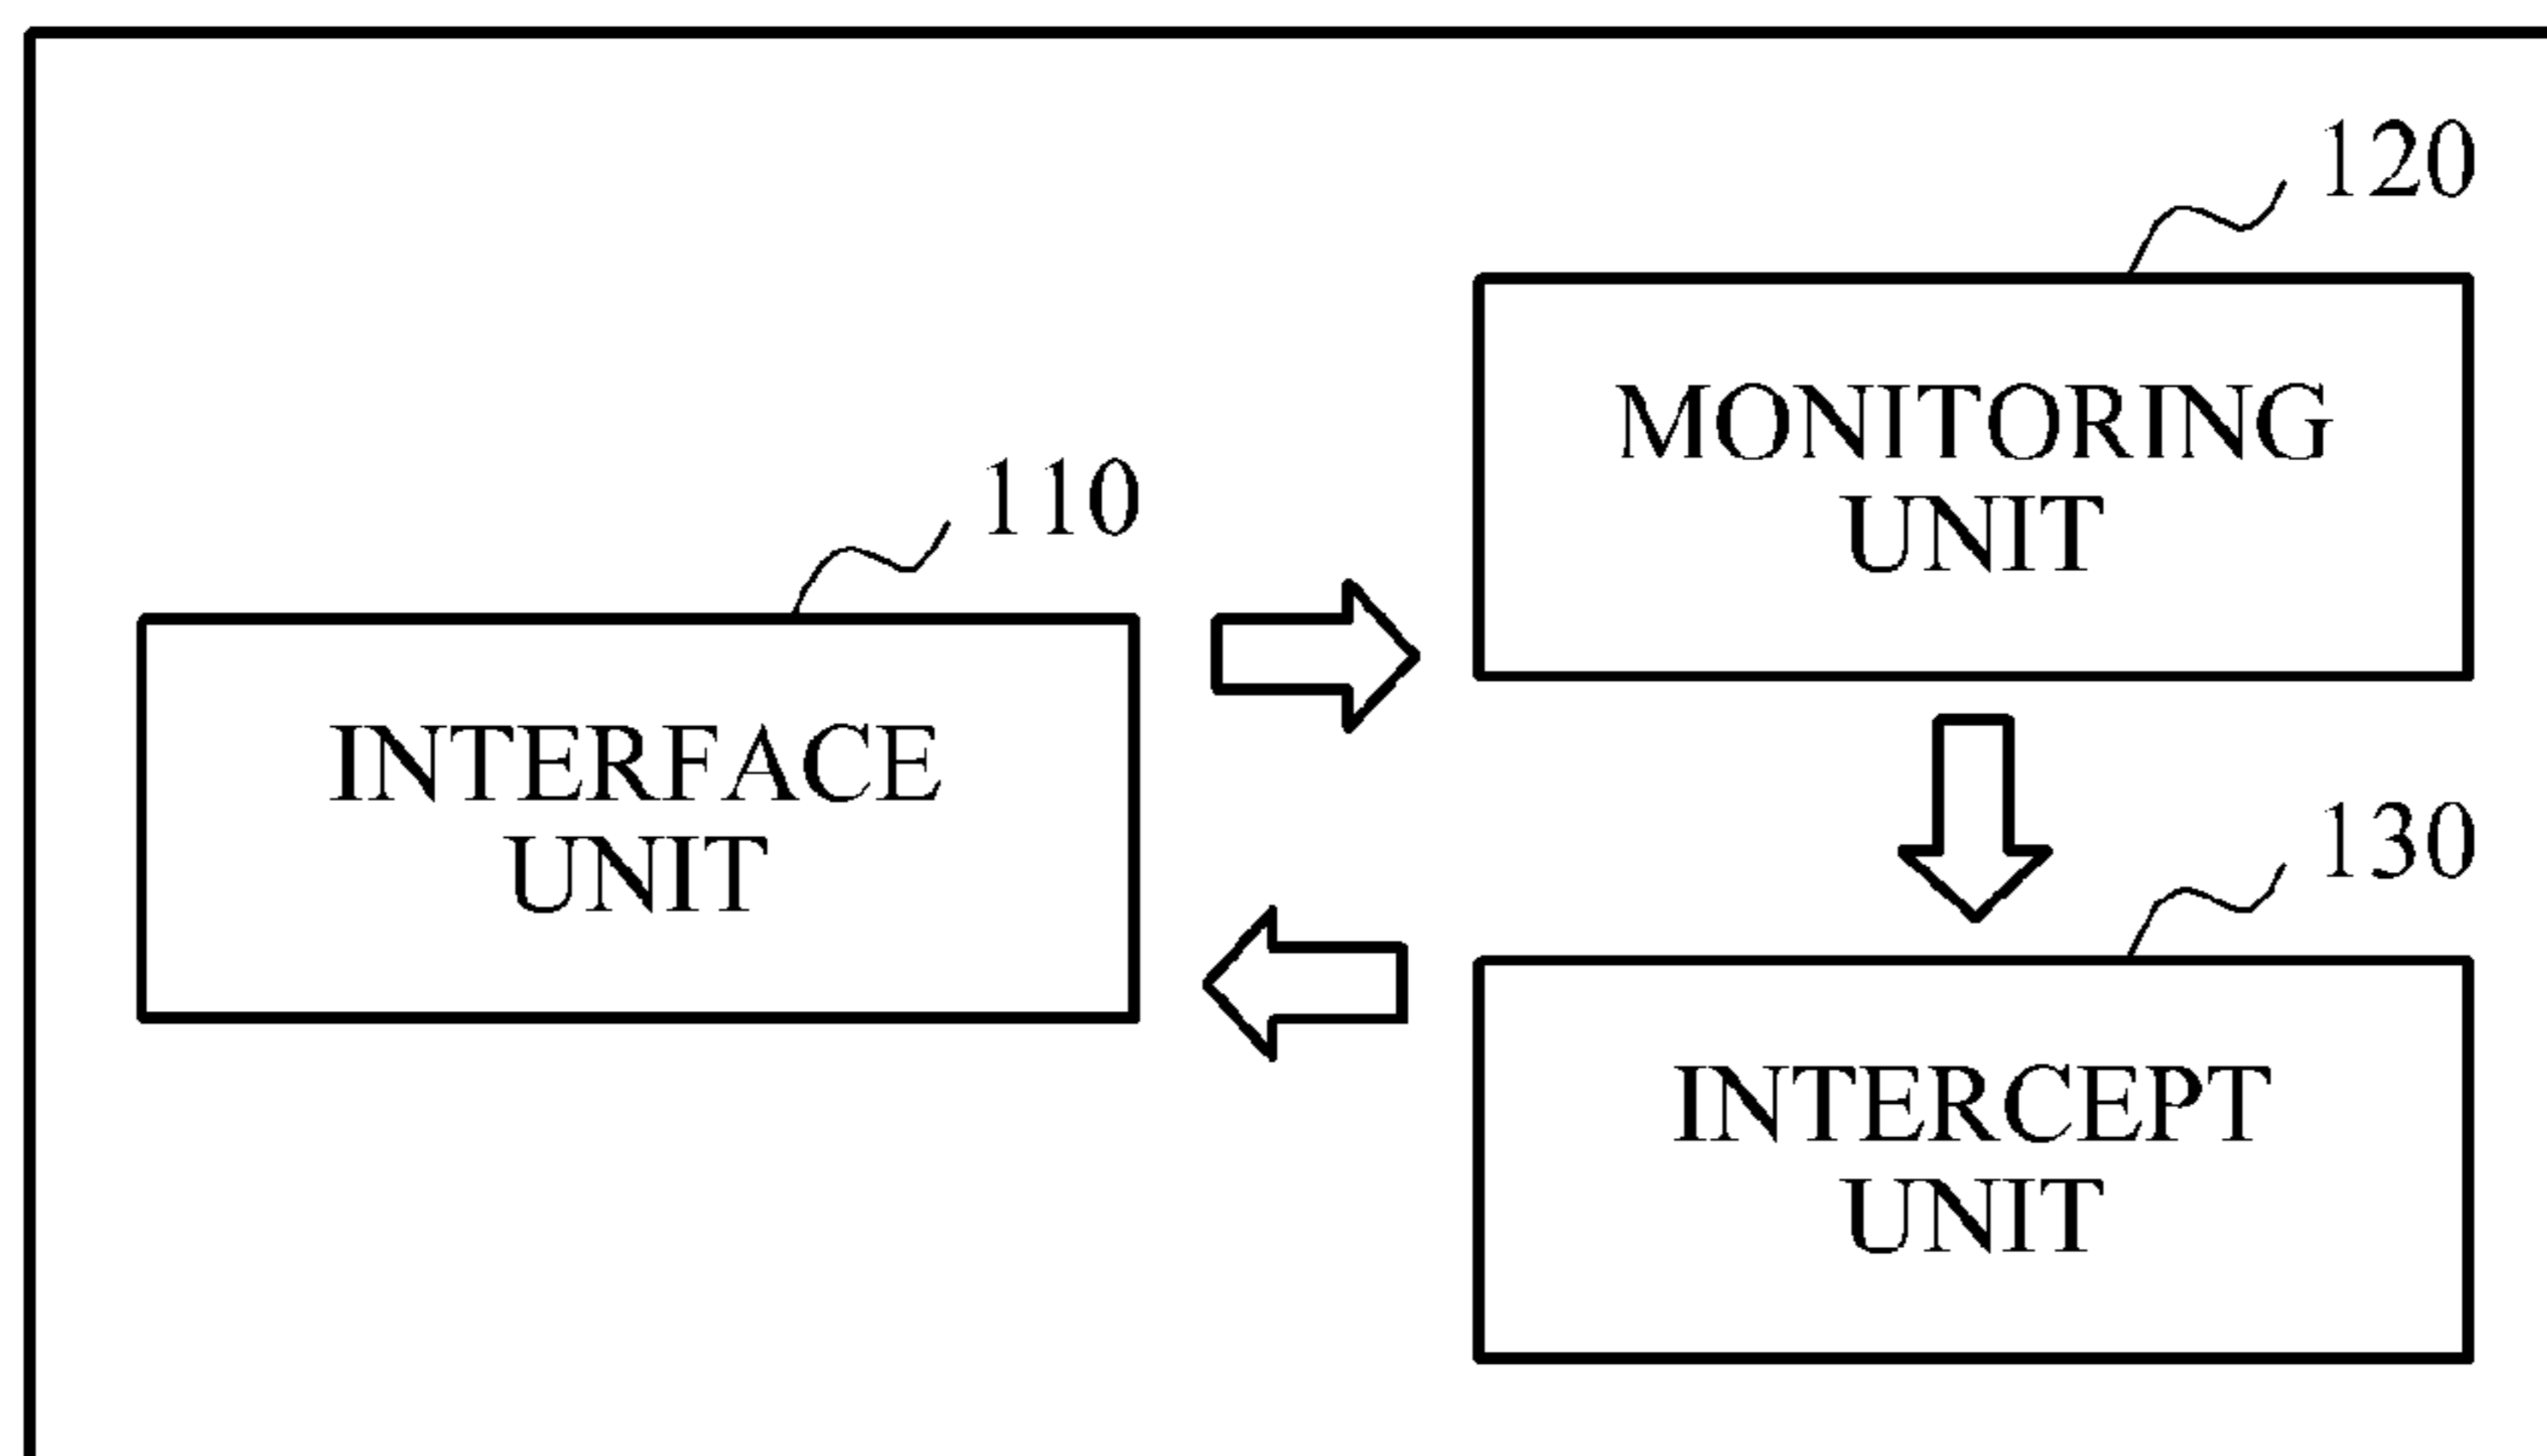 120
MONITORING
UNIT
110
INTERFACE
UNIT
130
INTERCEPT
UNIT